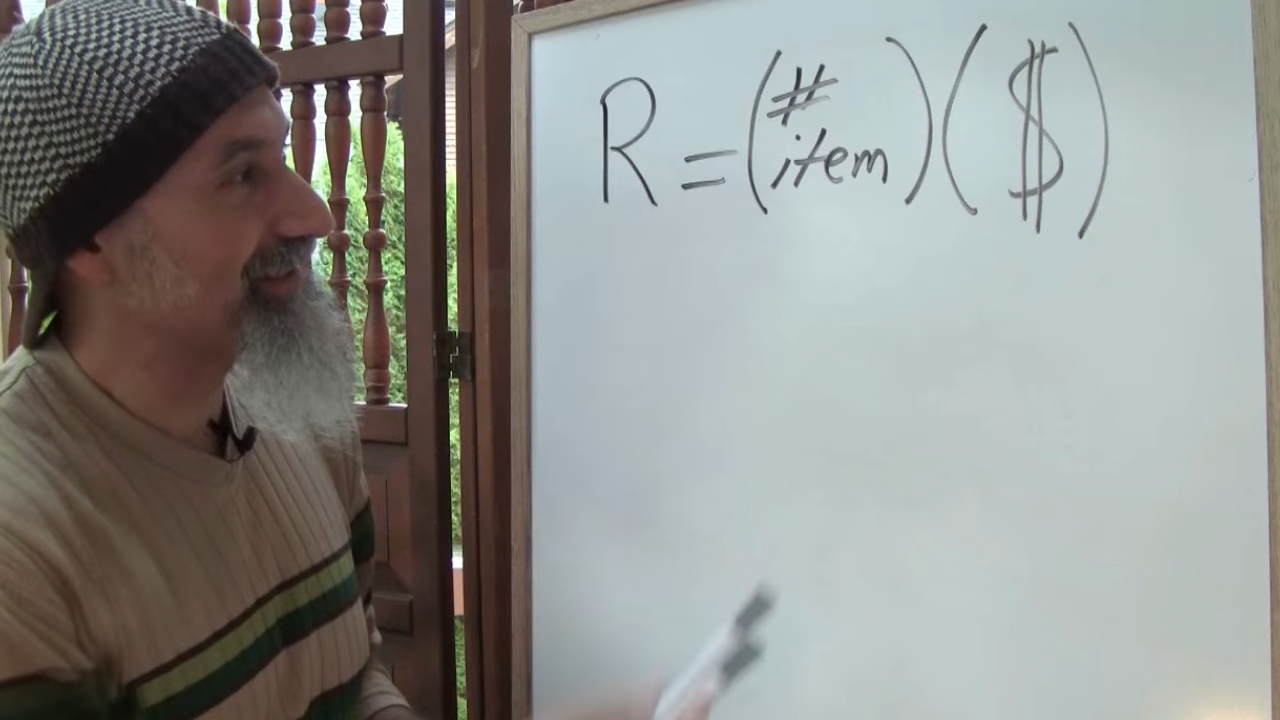 R = (# item) ($)